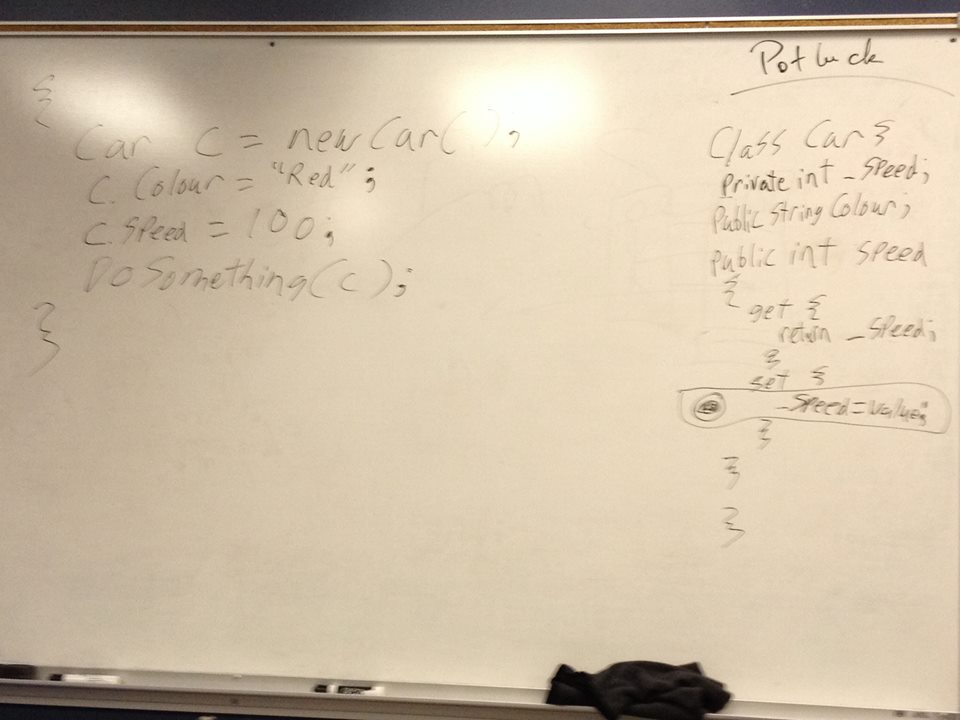 {
Car c = new Car();
c.Colour = "Red";
c.Speed = 100;
DoSomething(c);
}
Potluck
Class Car {
Private int _Speed;
Public String Colour;
Public int Speed
{
get {
return _Speed;
}
set {
_Speed = value;
}
}
}